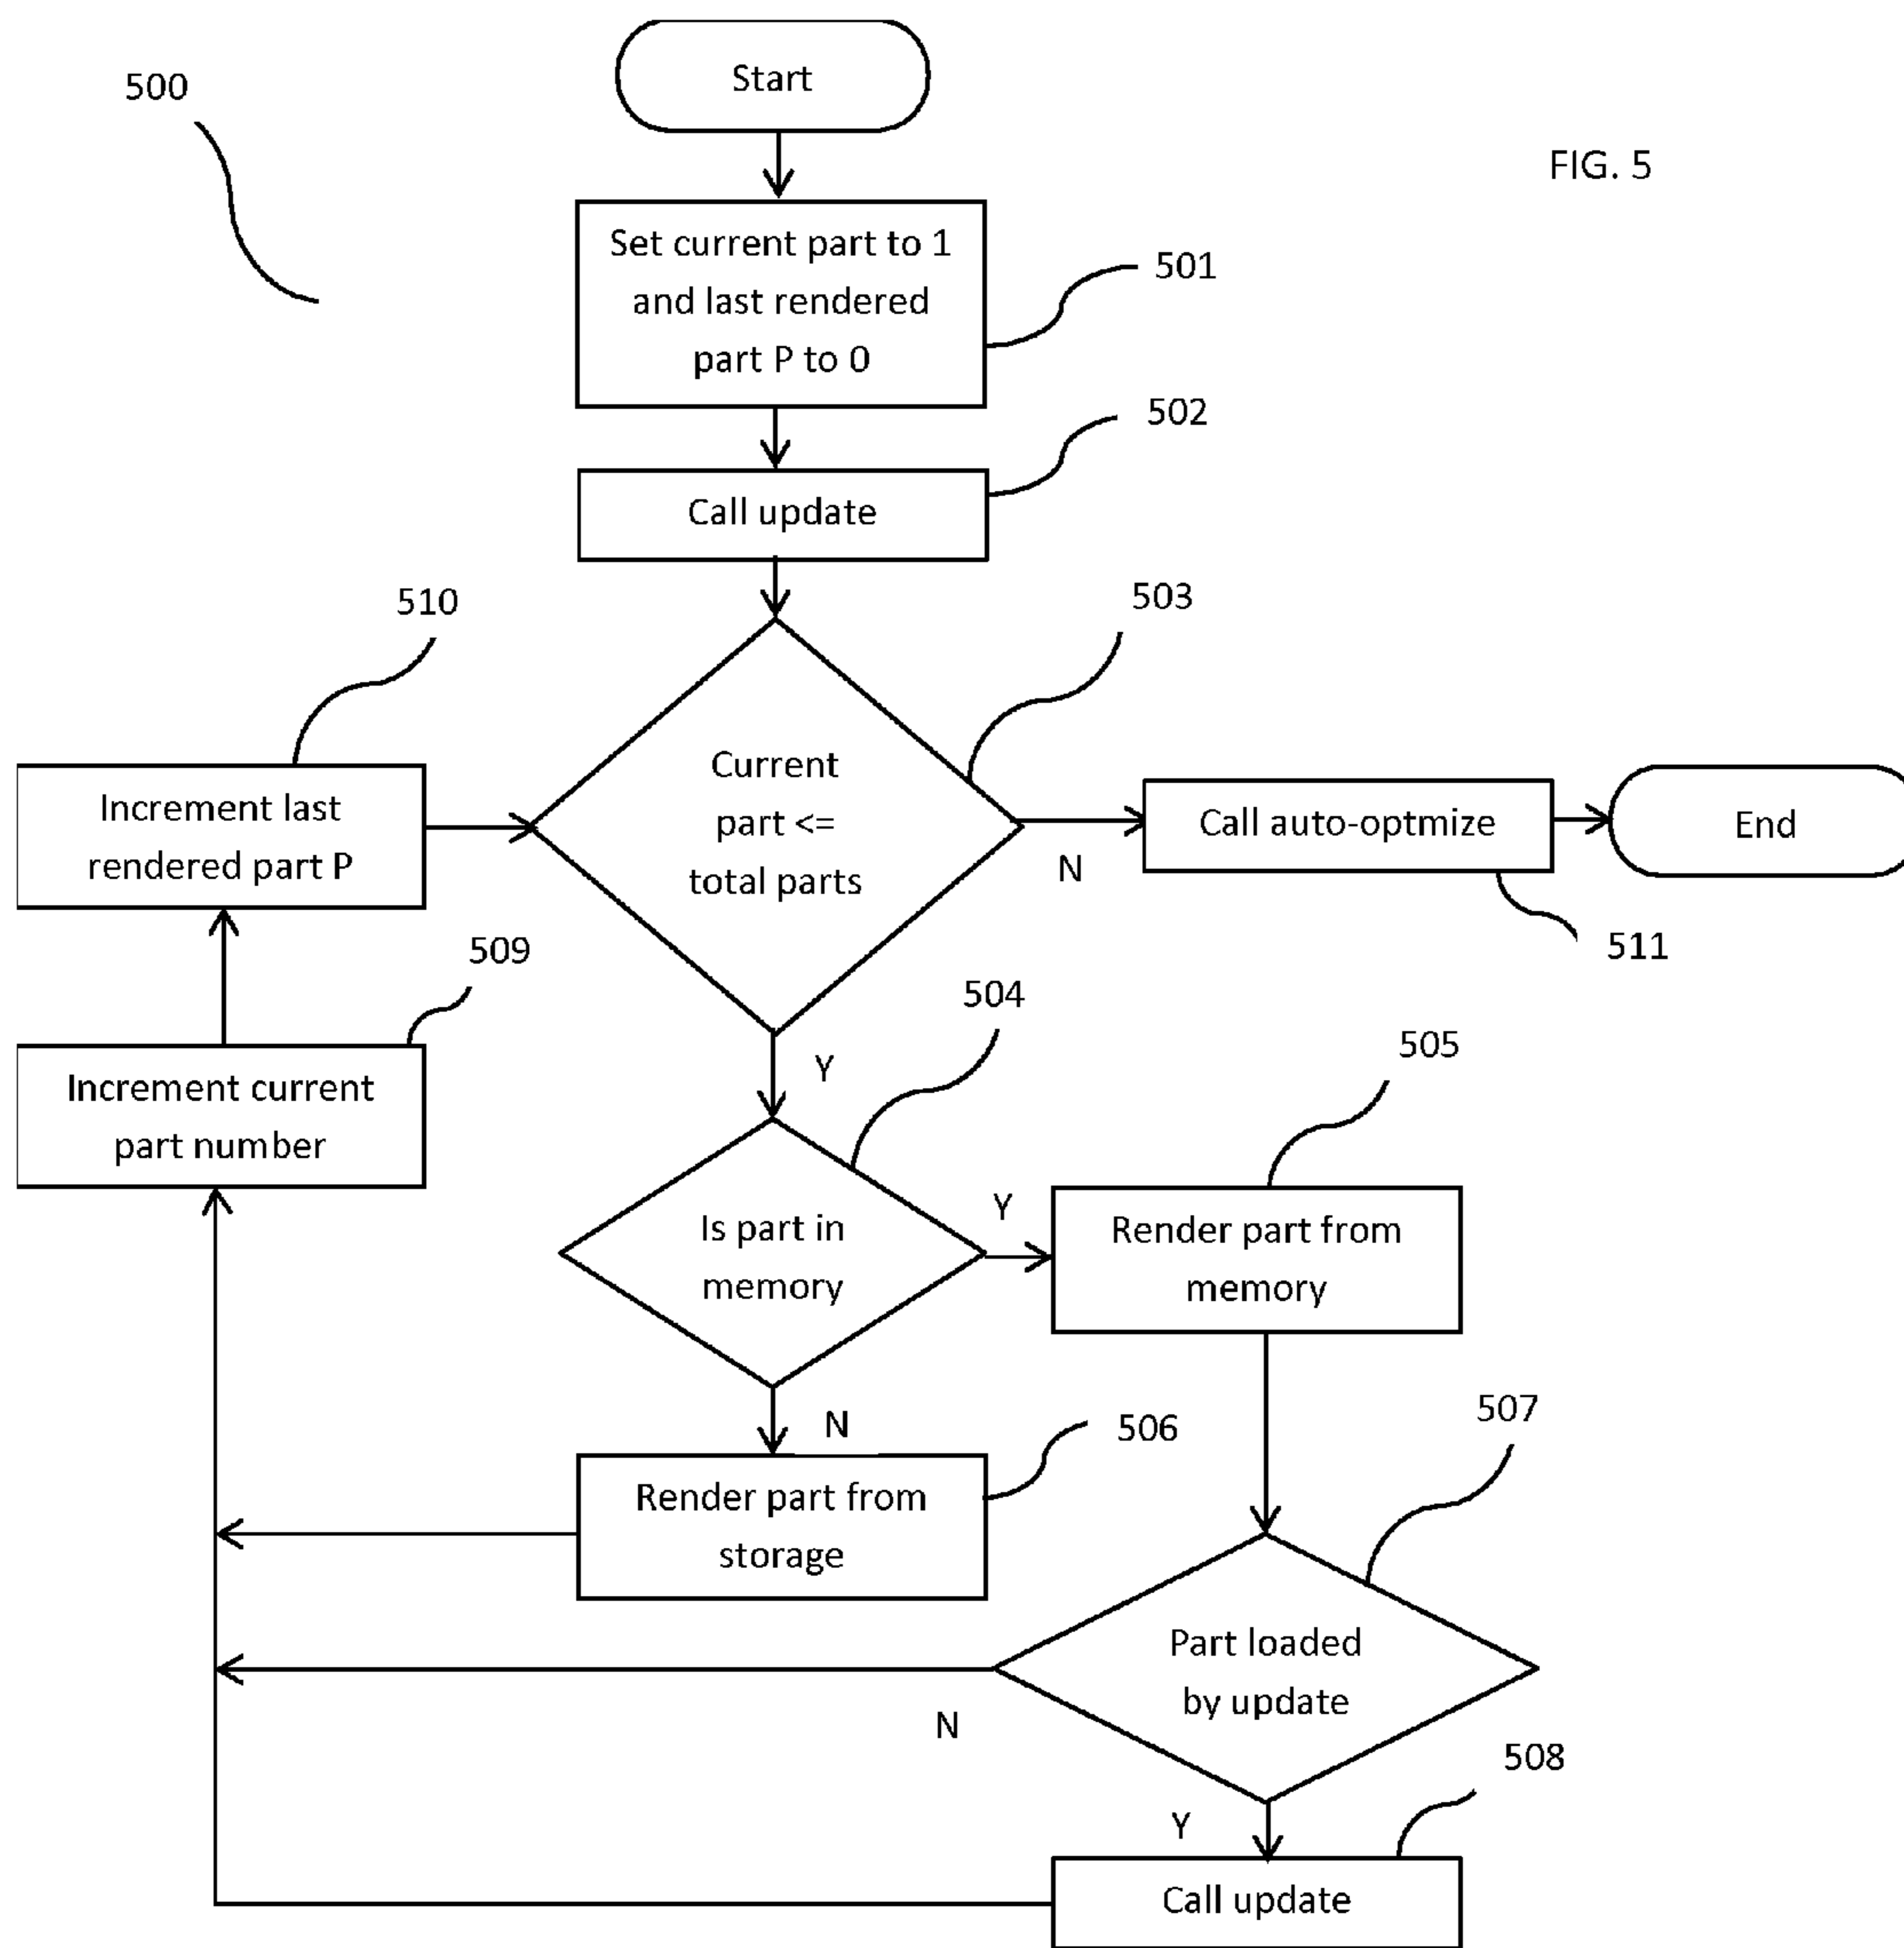 500
Start
FIG. 5
Set current part to 1
and last rendered
part P to 0
501
502
Call update
503
510
Increment last
rendered part P
Current
part <=
total parts
N
Call auto-optmize
End
511
509
Increment current
part number
Y
504
505
Is part in
memory
Y
Render part from
memory
N
506
Render part from
storage
507
Part loaded
by update
N
Y
508
Call update